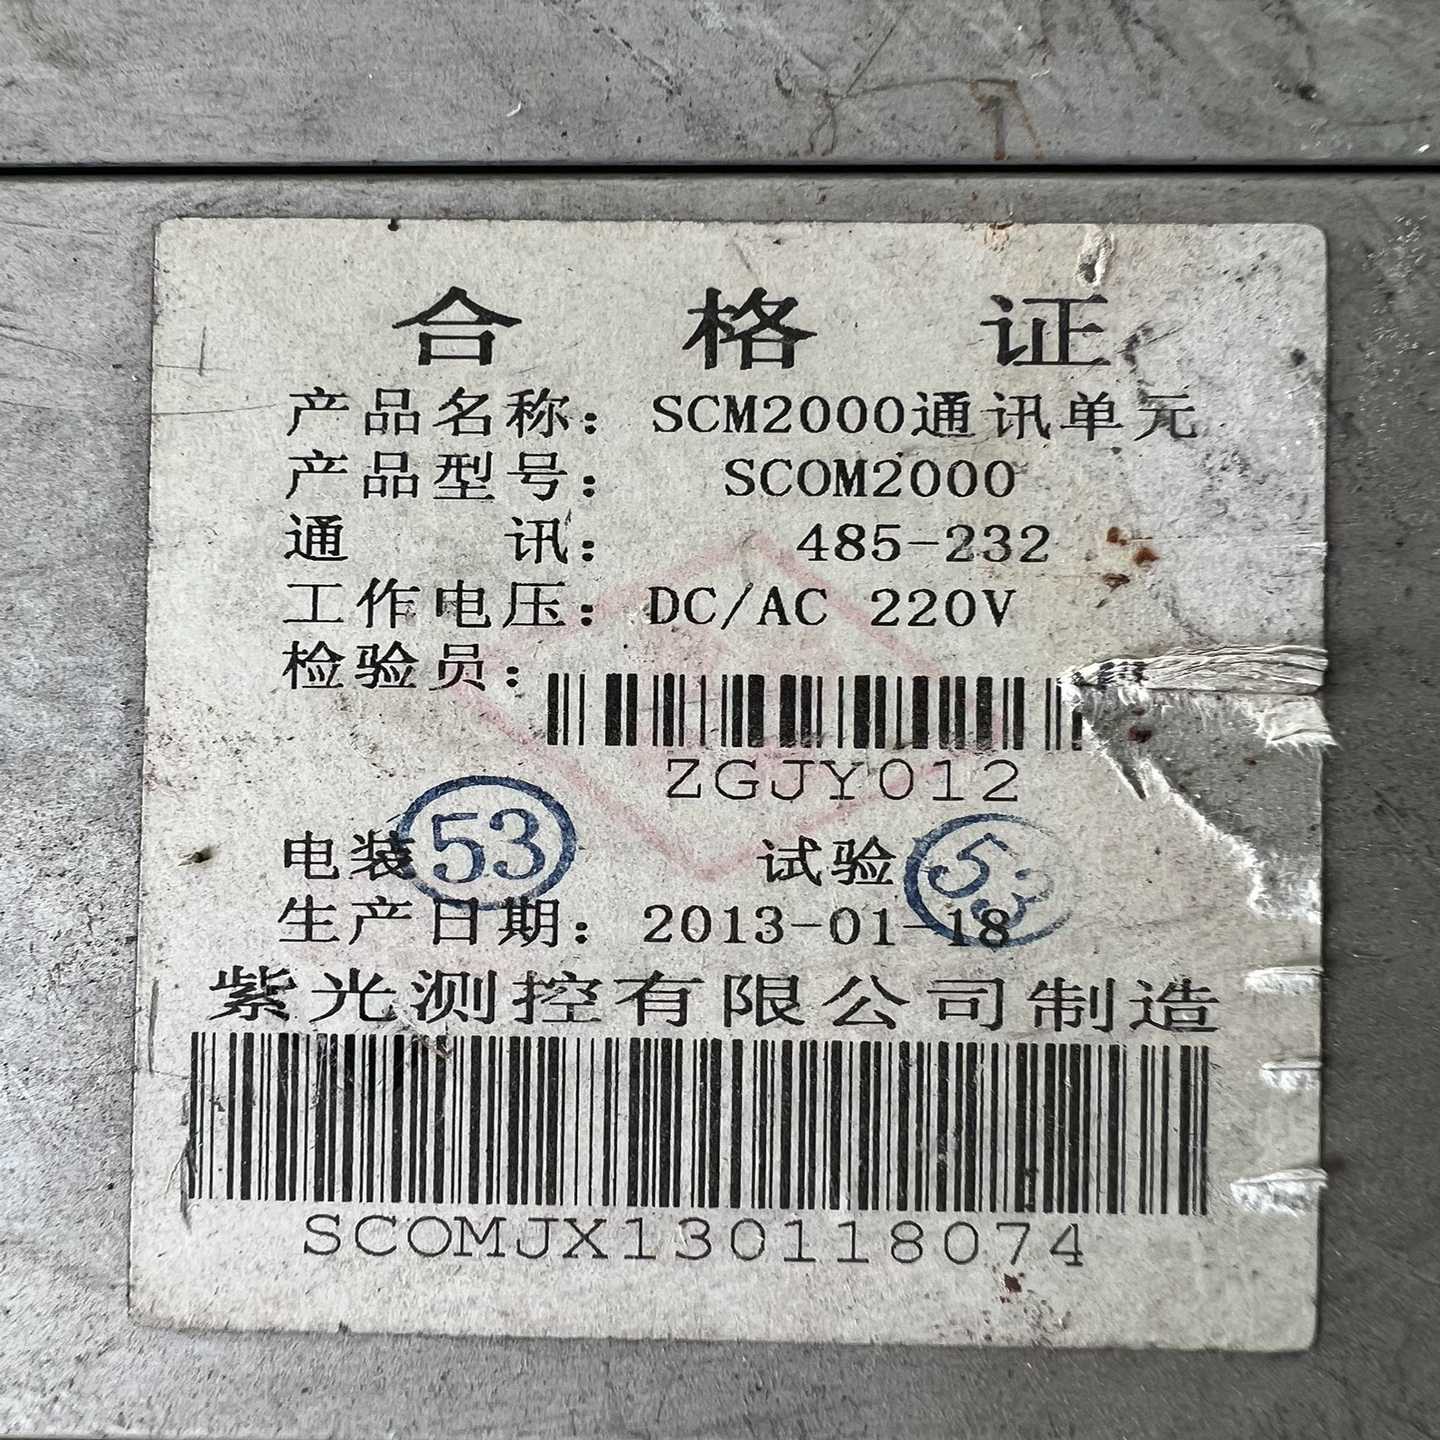 合格证
产品名称：SCM2000通讯单元
产品型号：SCOM2000
通讯：485-232
工作电压：DC/AC 220V
检验员：
ZGJY012
电装 53 试验 53
生产日期：2013-01-18
紫光测控有限公司制造
SCOMJX130118074